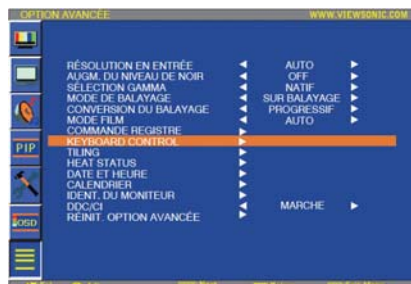 OPTION AVANCÉE WWW.VIEWSONIC.COM
RÉSOLUTION EN ENTRÉE AUTO
AUGM. DU NIVEAU DE NOIR OFF
SÉLECTION GAMMA NATIF
MODE DE BALAYAGE SUR BALAYAGE
CONVERSION DU BALAYAGE PROGRESSIF
MODE FILM AUTO
COMMANDE REGISTRE
KEYBOARD CONTROL
TILING
HEAT STATUS
DATE ET HEURE
CALENDRIER
IDENT. DU MONITEUR
DDC/CI MARCHE
RÉINIT. OPTION AVANCÉE
PIP
OSD